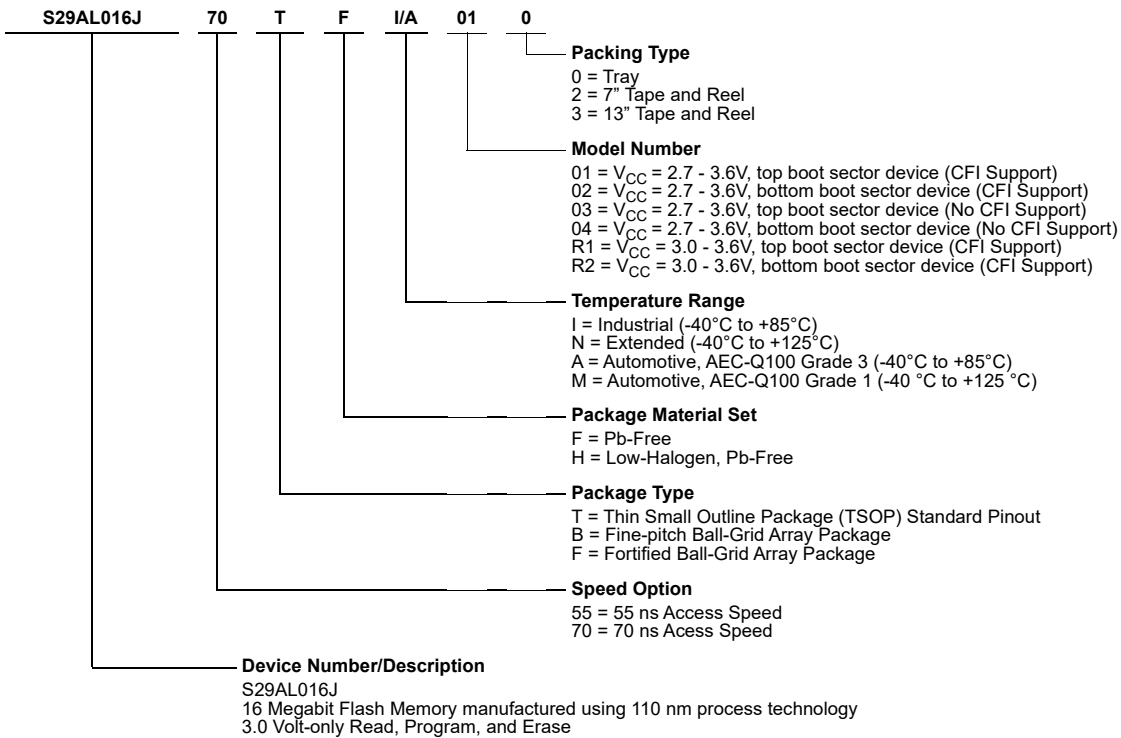 S29AL016J 70 T F I/A 01 0
Packing Type
0 = Tray
2 = 7” Tape and Reel
3 = 13” Tape and Reel
Model Number
01 = VCC = 2.7 - 3.6V, top boot sector device (CFI Support)
02 = VCC = 2.7 - 3.6V, bottom boot sector device (CFI Support)
03 = VCC = 2.7 - 3.6V, top boot sector device (No CFI Support)
04 = VCC = 2.7 - 3.6V, bottom boot sector device (No CFI Support)
R1 = VCC = 3.0 - 3.6V, top boot sector device (CFI Support)
R2 = VCC = 3.0 - 3.6V, bottom boot sector device (CFI Support)
Temperature Range
I = Industrial (-40°C to +85°C)
N = Extended (-40°C to +125°C)
A = Automotive, AEC-Q100 Grade 3 (-40°C to +85°C)
M = Automotive, AEC-Q100 Grade 1 (-40 °C to +125 °C)
Package Material Set
F = Pb-Free
H = Low-Halogen, Pb-Free
Package Type
T = Thin Small Outline Package (TSOP) Standard Pinout
B = Fine-pitch Ball-Grid Array Package
F = Fortified Ball-Grid Array Package
Speed Option
55 = 55 ns Access Speed
70 = 70 ns Acess Speed
Device Number/Description
S29AL016J
16 Megabit Flash Memory manufactured using 110 nm process technology
3.0 Volt-only Read, Program, and Erase